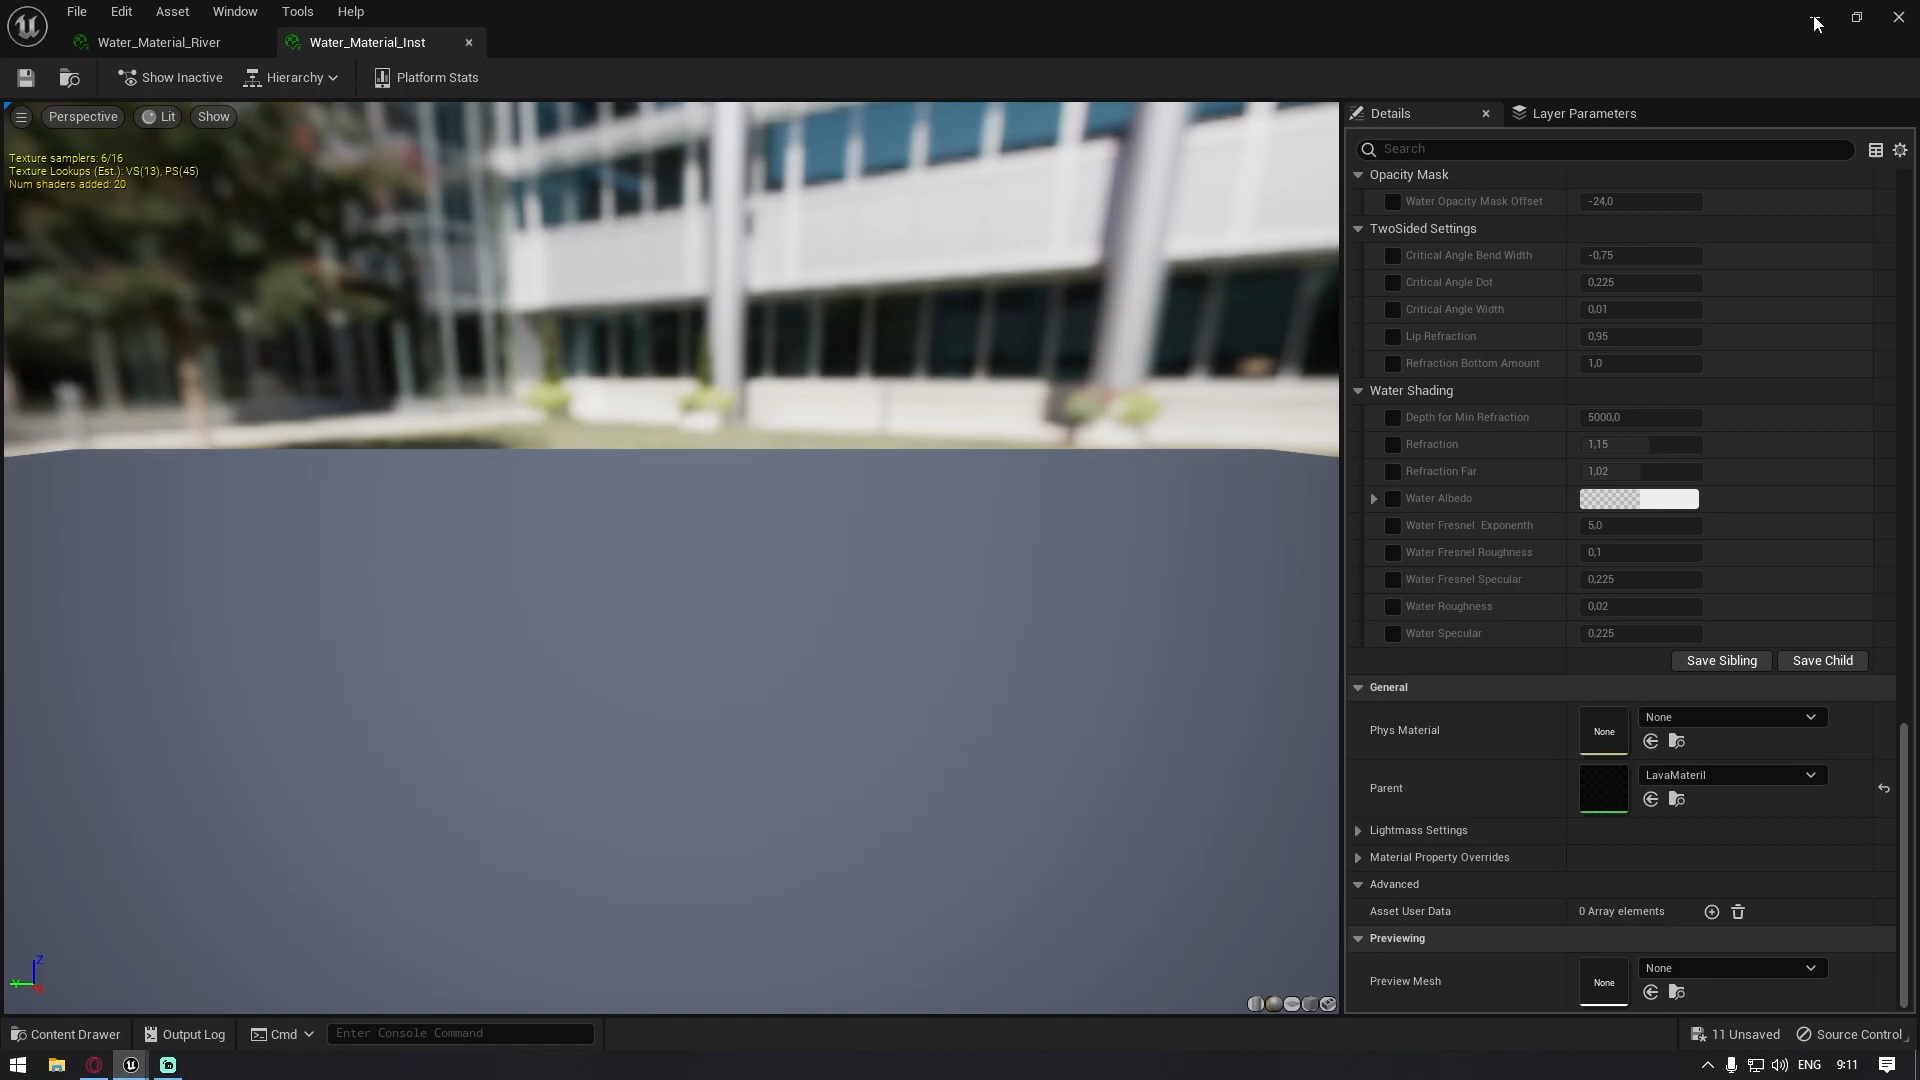 File Edit Asset Window Tools Help
Water_Material_River Water_Material_Inst
Show Inactive Hierarchy Platform Stats
Perspective Lit Show
Texture samplers: 6/16
Texture Lookups (Est.): VS(13), PS(45)
Num shaders added: 20
Details Layer Parameters
Search
Opacity Mask
Water Opacity Mask Offset -24,0
TwoSided Settings
Critical Angle Bend Width -0,75
Critical Angle Dot 0,225
Critical Angle Width 0,01
Lip Refraction 0,95
Refraction Bottom Amount 1,0
Water Shading
Depth for Min Refraction 5000,0
Refraction 1,15
Refraction Far 1,02
Water Albedo
Water Fresnel Exponenth 5,0
Water Fresnel Roughness 0,1
Water Fresnel Specular 0,225
Water Roughness 0,02
Water Specular 0,225
Save Sibling Save Child
General
Phys Material None None
Parent LavaMateril
Lightmass Settings
Material Property Overrides
Advanced
Asset User Data 0 Array elements
Previewing
Preview Mesh None None
Z
Y
X
Content Drawer Output Log Cmd Enter Console Command 11 Unsaved Source Control
ENG 9:11